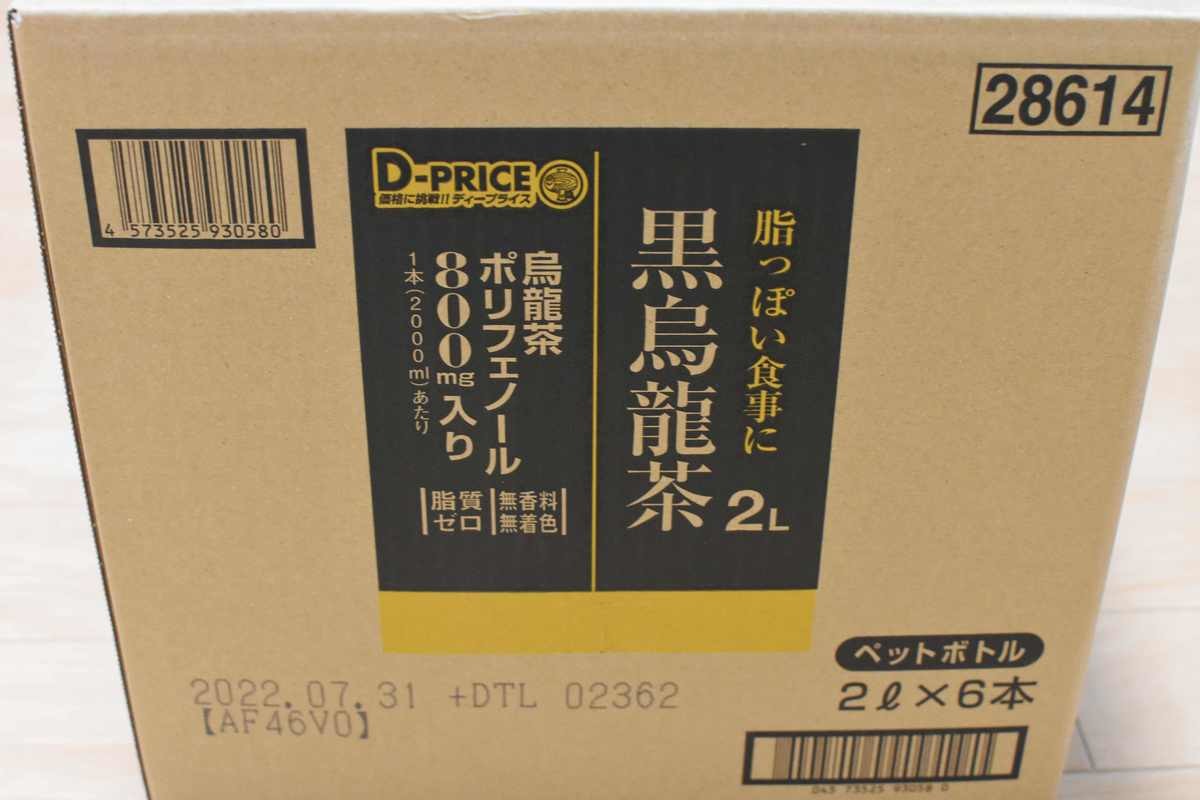 28614
4 573525 930580
D-PRICE
価格に挑戦!! ディープライス
脂っぽい食事に
黒烏龍茶
2L
烏龍茶
ポリフェノール
800mg入り
1本(2000ml)あたり
無香料
無着色
脂質
ゼロ
ペットボトル
2ℓ×6本
2022.07.31 +DTL 02362
【AF46V0】
045 73525 93058 0